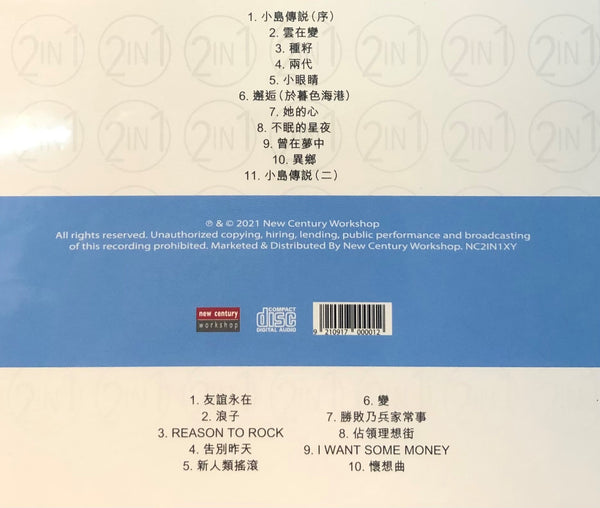 1. 小島傳説（序）
2. 雲在變
3. 種籽
4. 兩代
5. 小眼睛
6. 邂逅（於暮色海港）
7. 她的心
8. 不眠的星夜
9. 曾在夢中
10. 異鄉
11. 小島傳説（二）
℗ & © 2021 New Century Workshop
All rights reserved. Unauthorized copying, hiring, lending, public performance and broadcasting
of this recording prohibited. Marketed & Distributed By New Century Workshop. NC2IN1XY
new century
workshop
COMPACT
disc
DIGITAL AUDIO
9 210917 000012
1. 友誼永在
2. 浪子
3. REASON TO ROCK
4. 告別昨天
5. 新人類搖滾
6. 變
7. 勝敗乃兵家常事
8. 佔領理想街
9. I WANT SOME MONEY
10. 懷想曲